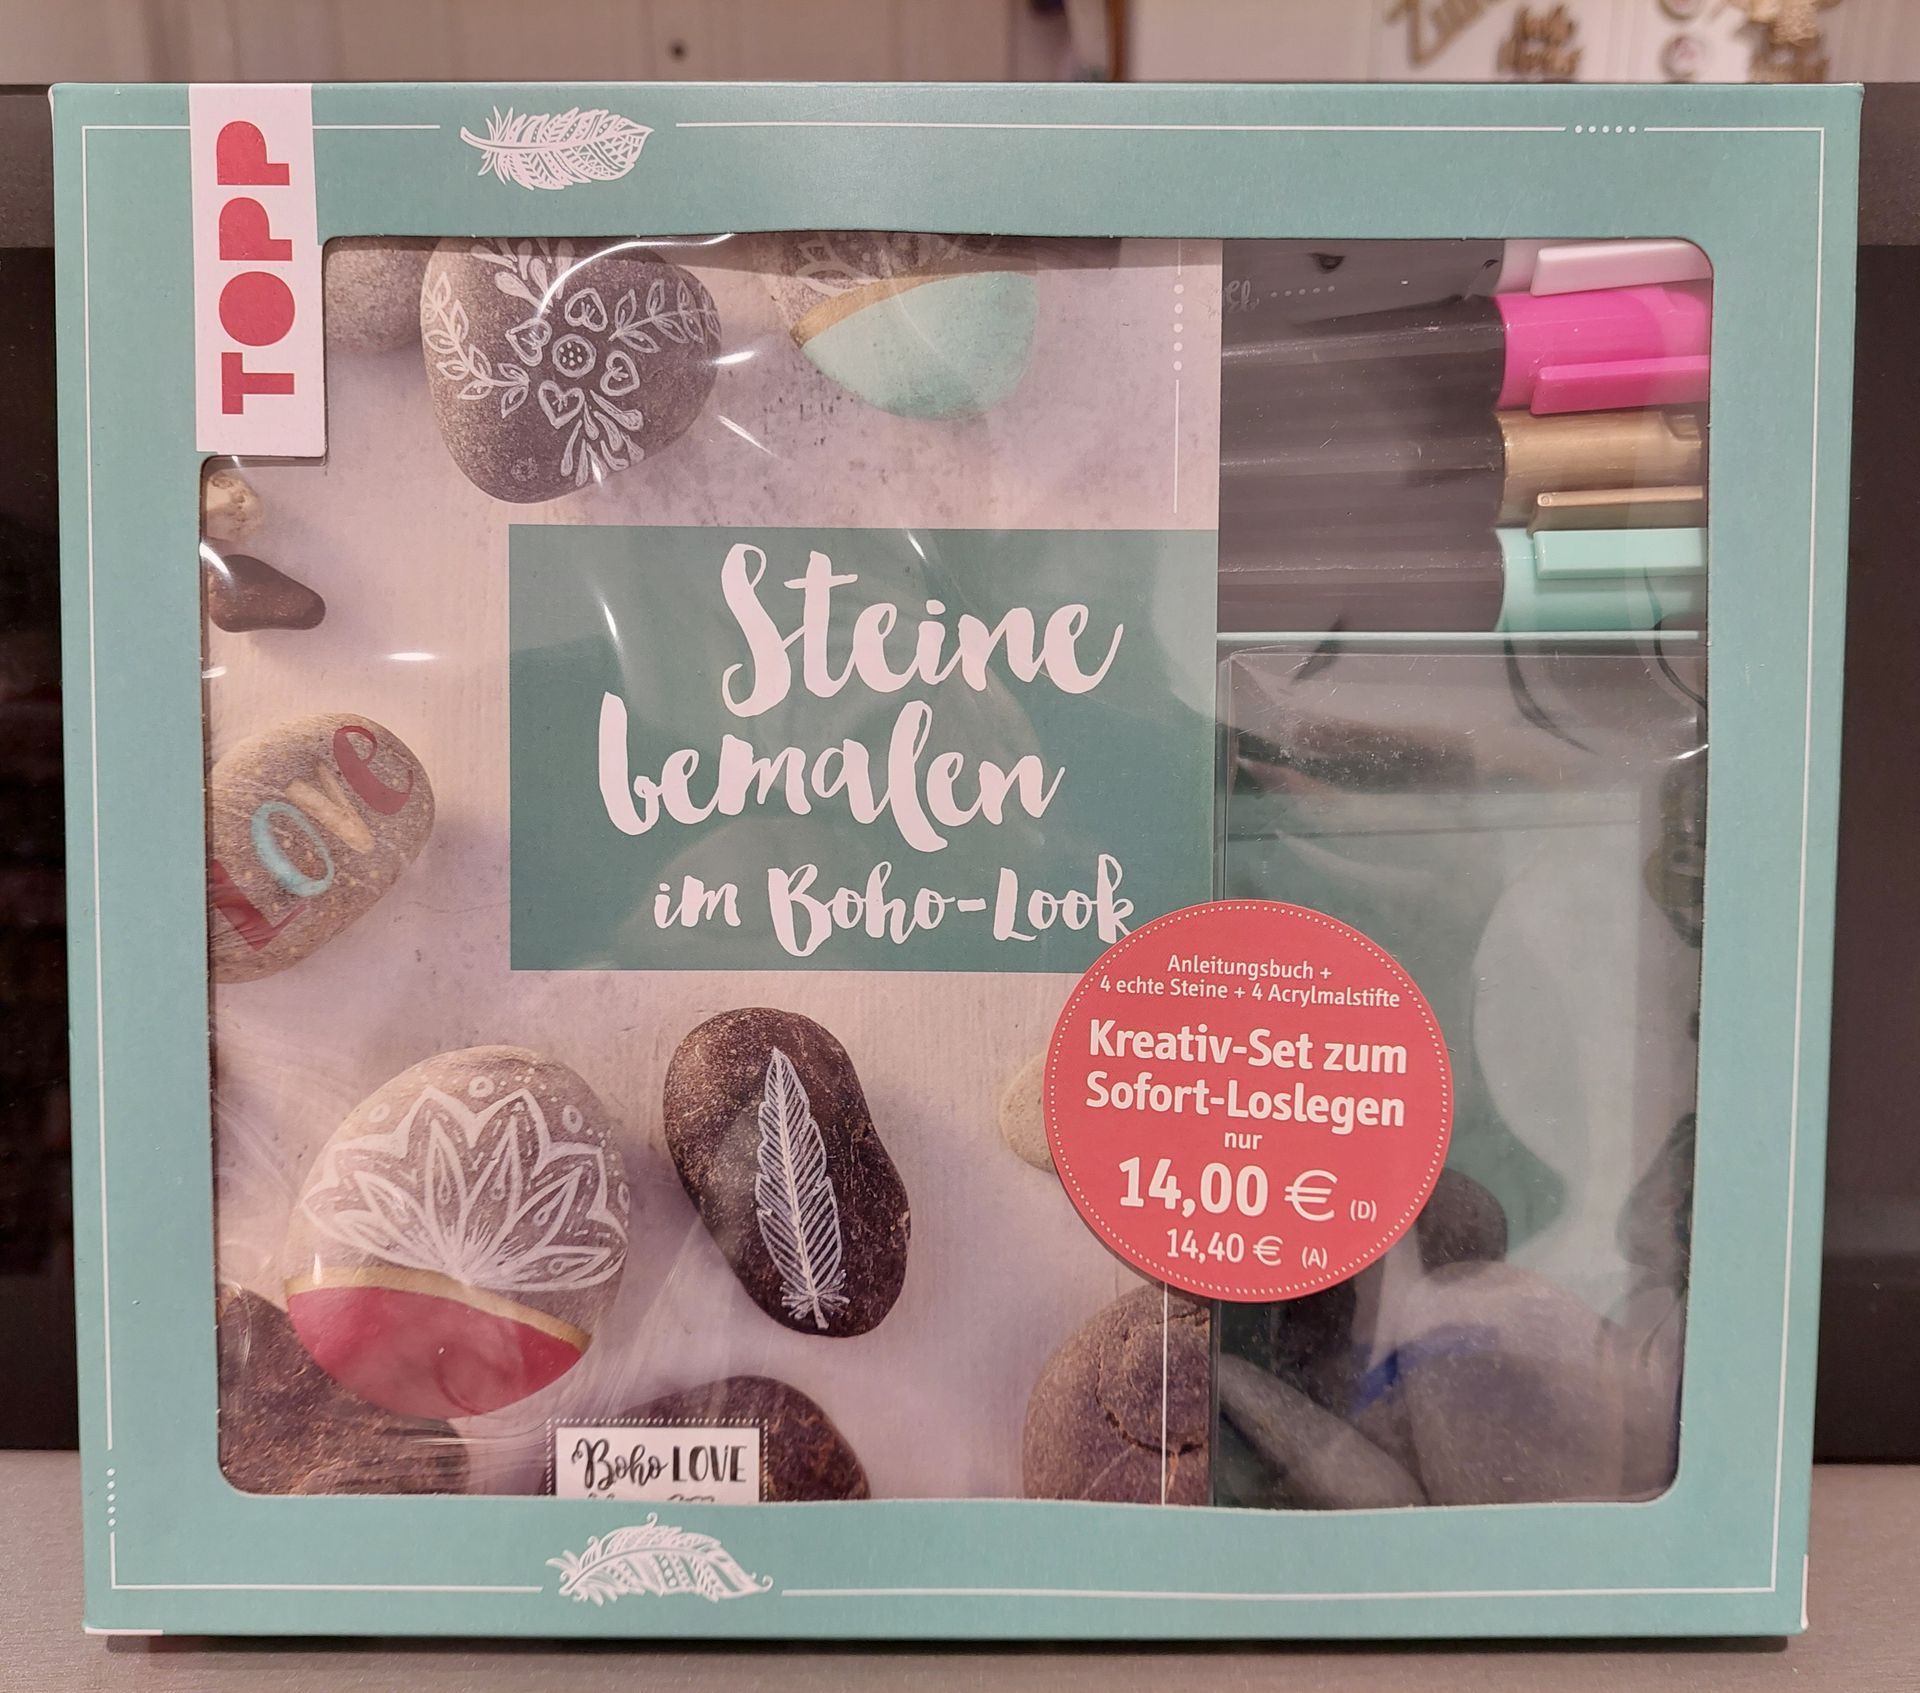 TOPP
Steine
bemalen
im Boho-Look
Love
Anleitungsbuch +
4 echte Steine + 4 Acrylmalstifte
Kreativ-Set zum
Sofort-Loslegen
nur
14,00 € (D)
14,40 € (A)
Boho LOVE